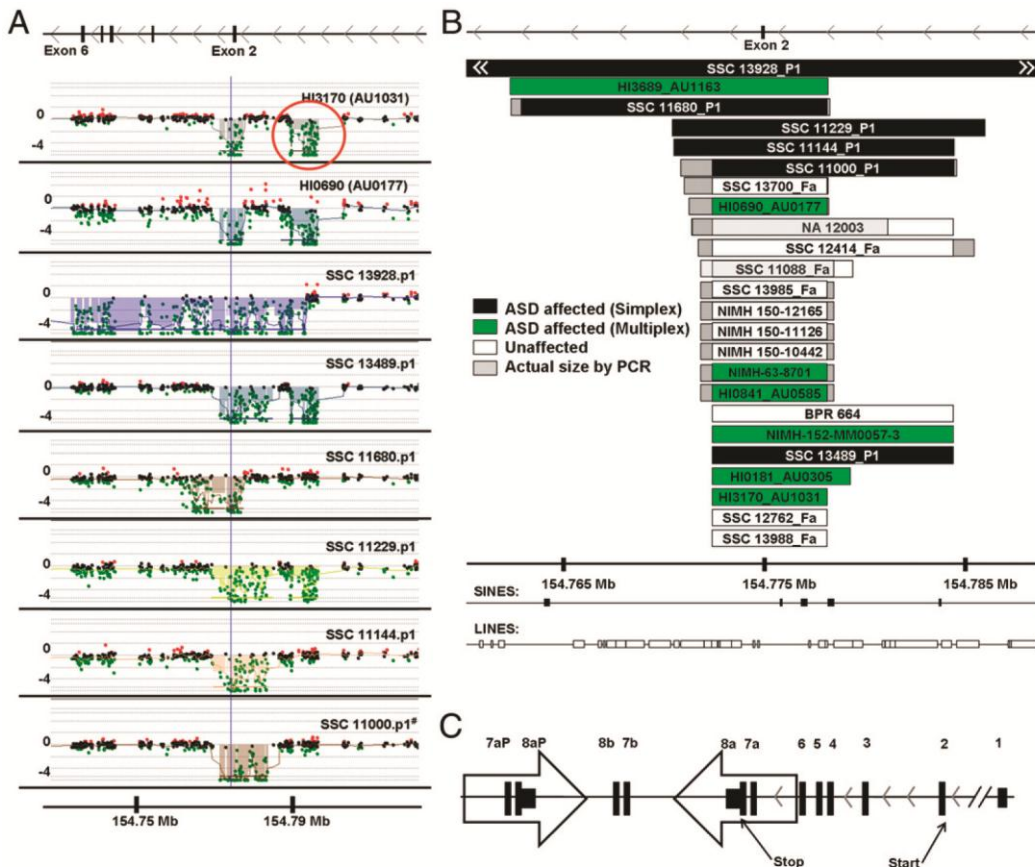 A
Exon 6
Exon 2
HI3170 (AU1031)
0
-4
HI0690 (AU0177)
0
-4
SSC 13928.p1
0
-4
SSC 13489.p1
0
-4
SSC 11680.p1
0
-4
SSC 11229.p1
0
-4
SSC 11144.p1
0
-4
SSC 11000.p1#
0
-4
154.75 Mb
154.79 Mb
B
Exon 2
SSC 13928_P1
HI3689_AU1163
SSC 11680_P1
SSC 11229_P1
SSC 11144_P1
SSC 11000_P1
SSC 13700_Fa
HI0690_AU0177
NA 12003
SSC 12414_Fa
SSC 11088_Fa
SSC 13985_Fa
NIMH 150-12165
NIMH 150-11126
NIMH 150-10442
NIMH-63-8701
HI0841_AU0585
BPR 664
NIMH-152-MM0057-3
SSC 13489_P1
HI0181_AU0305
HI3170_AU1031
SSC 12762_Fa
SSC 13988_Fa
ASD affected (Simplex)
ASD affected (Multiplex)
Unaffected
Actual size by PCR
154.765 Mb
154.775 Mb
154.785 Mb
SINES:
LINES:
C
7aP 8aP 8b 7b 8a 7a 6 5 4 3 2 1
Stop
Start